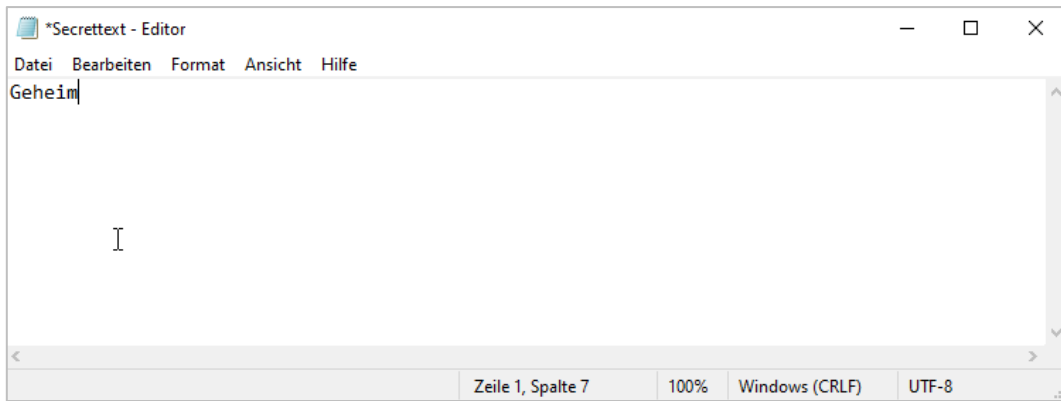 *Secrettext - Editor
Datei Bearbeiten Format Ansicht Hilfe
Geheim
Zeile 1, Spalte 7 100% Windows (CRLF) UTF-8